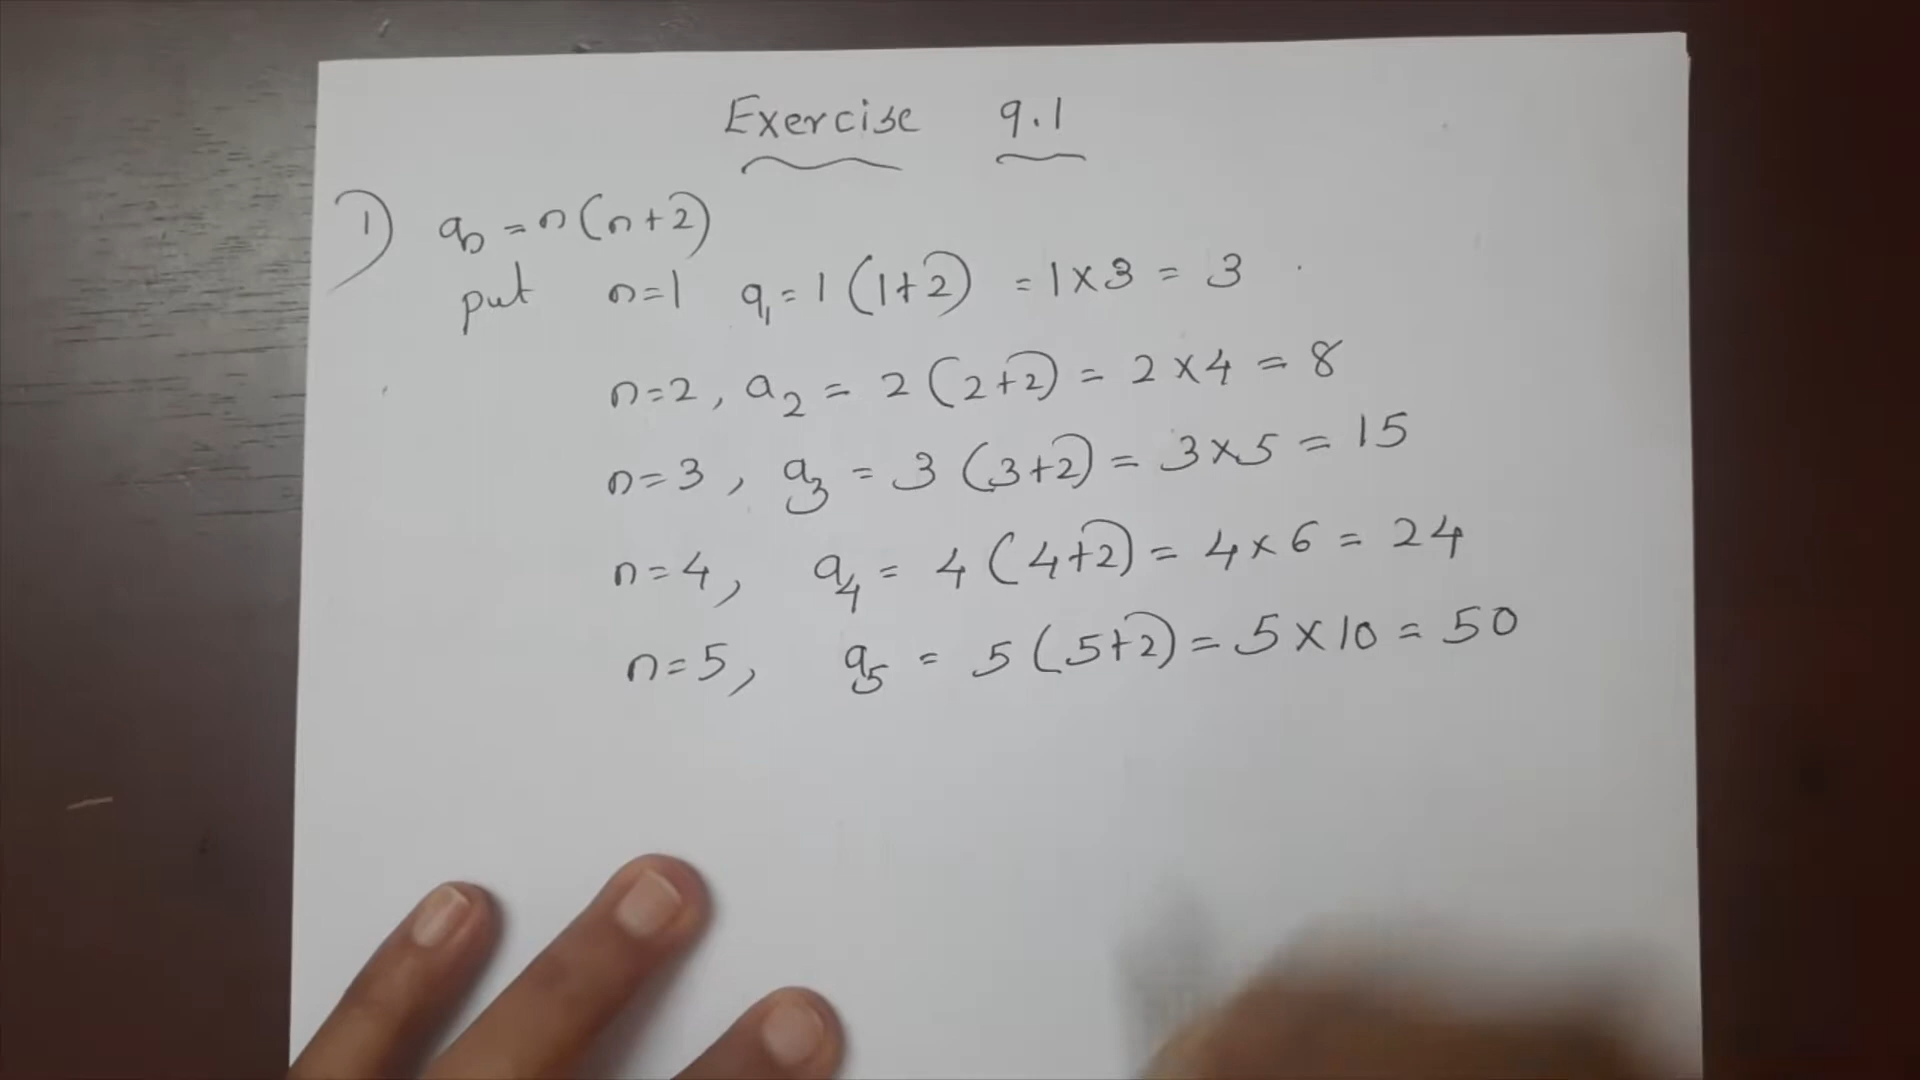 Exercise 9.1
1) aₙ = n(n+2)
put n=1 a₁ = 1(1+2) = 1×3 = 3
n=2, a₂ = 2(2+2) = 2×4 = 8
n=3, a₃ = 3(3+2) = 3×5 = 15
n=4, a₄ = 4(4+2) = 4×6 = 24
n=5, a₅ = 5(5+2) = 5×10 = 50